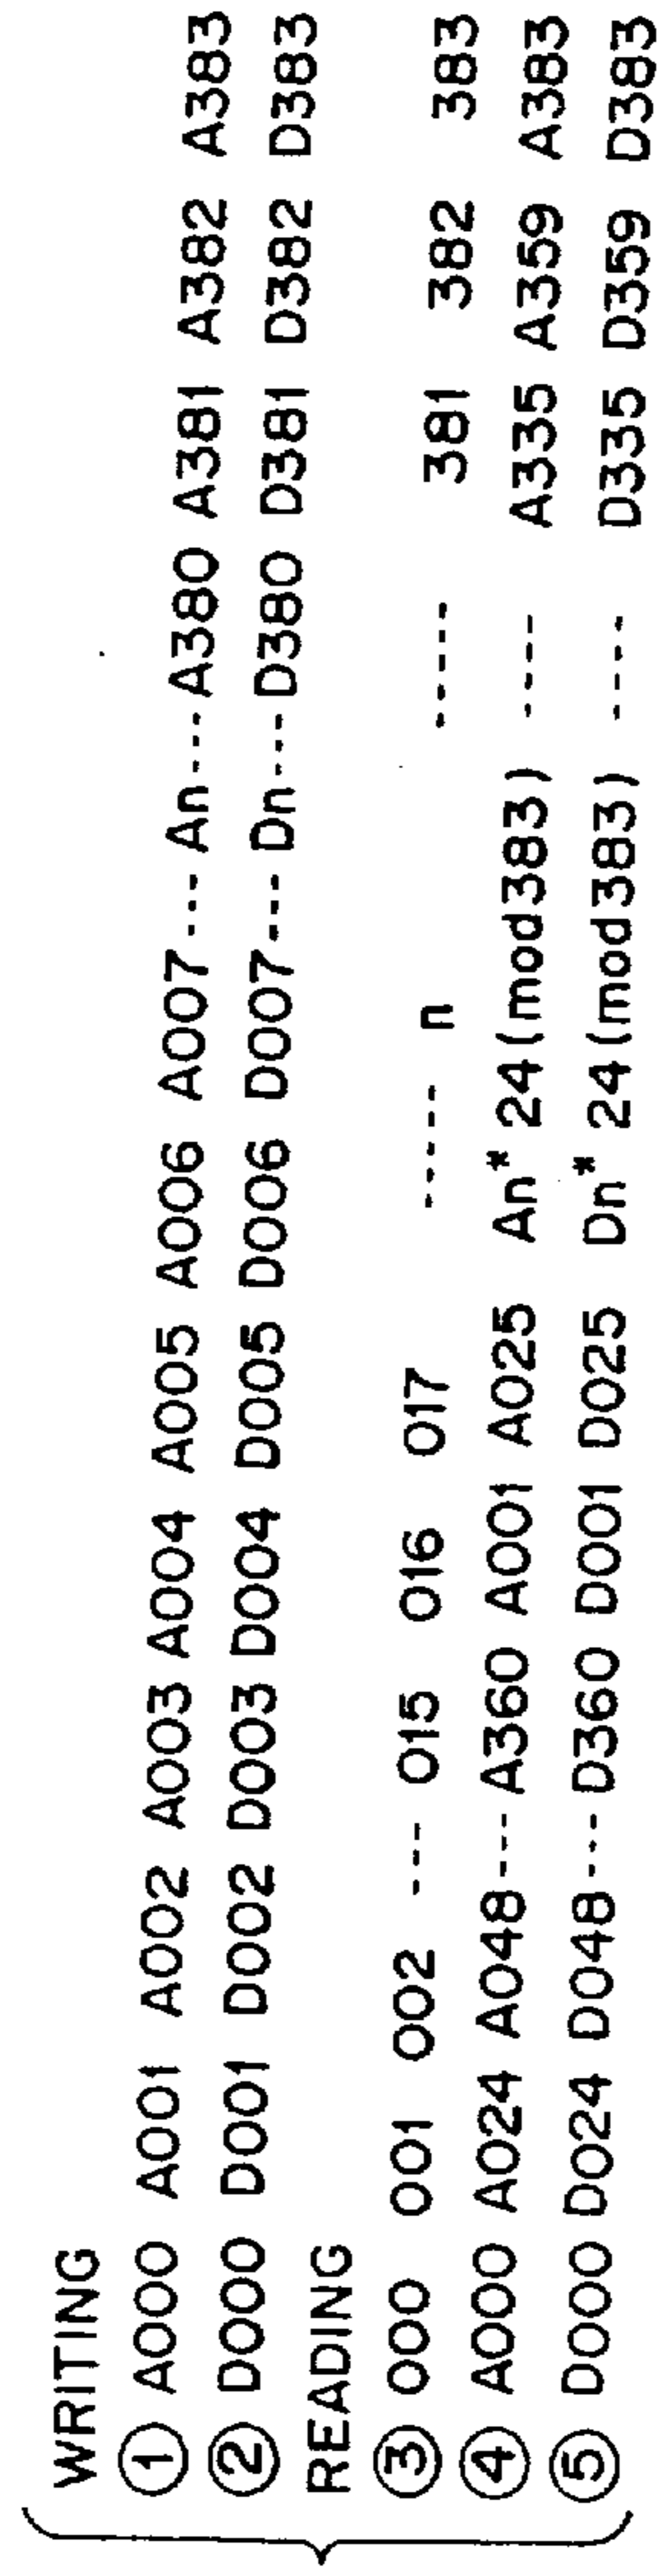 WRITING
① A000 A001 A002 A003 A004 A005 A006 A007 --- An --- A380 A381 A382 A383
② D000 D001 D002 D003 D004 D005 D006 D007 --- Dn --- D380 D381 D382 D383
READING
③ 000 001 002 --- 015 016 017 ----- n ----- 381 382 383
④ A000 A024 A048 --- A360 A001 A025 An* 24 (mod383) ---- A335 A359 A383
⑤ D000 D024 D048 --- D360 D001 D025 Dn* 24 (mod383) ---- D335 D359 D383